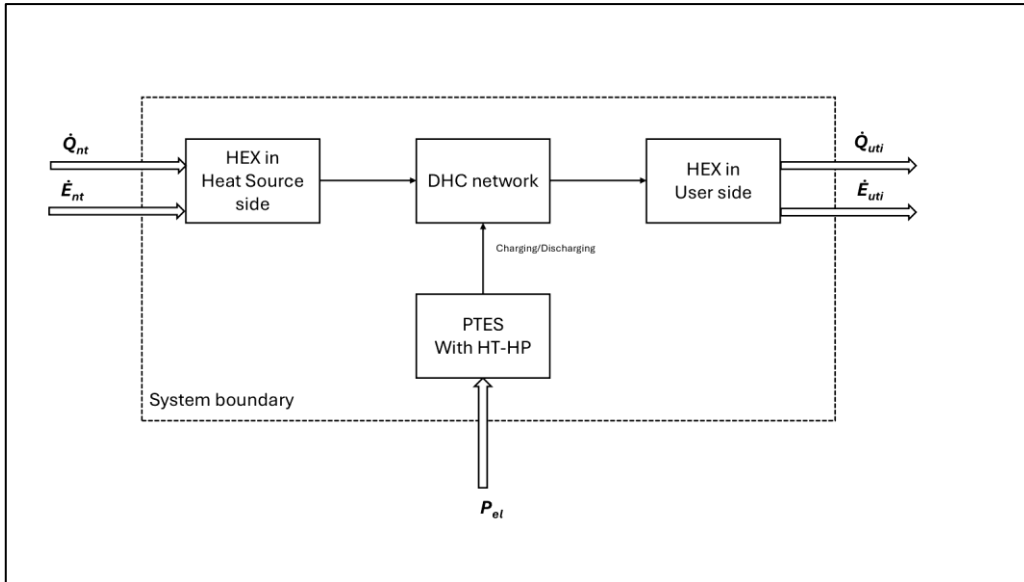 Q̇nt
Ėnt
HEX in
Heat Source
side
DHC network
HEX in
User side
Q̇uti
Ėuti
Charging/Discharging
PTES
With HT-HP
System boundary
Pel